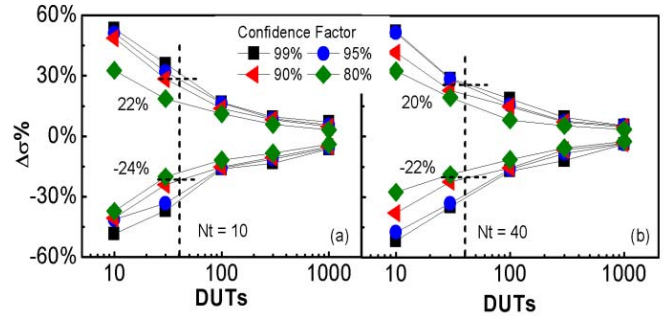 Confidence Factor
99% 95%
90% 80%
60%
30%
0%
-30%
-60%
Δσ%
22%
-24%
Nt = 10
(a)
10 100 1000
DUTs
20%
-22%
Nt = 40
(b)
10 100 1000
DUTs